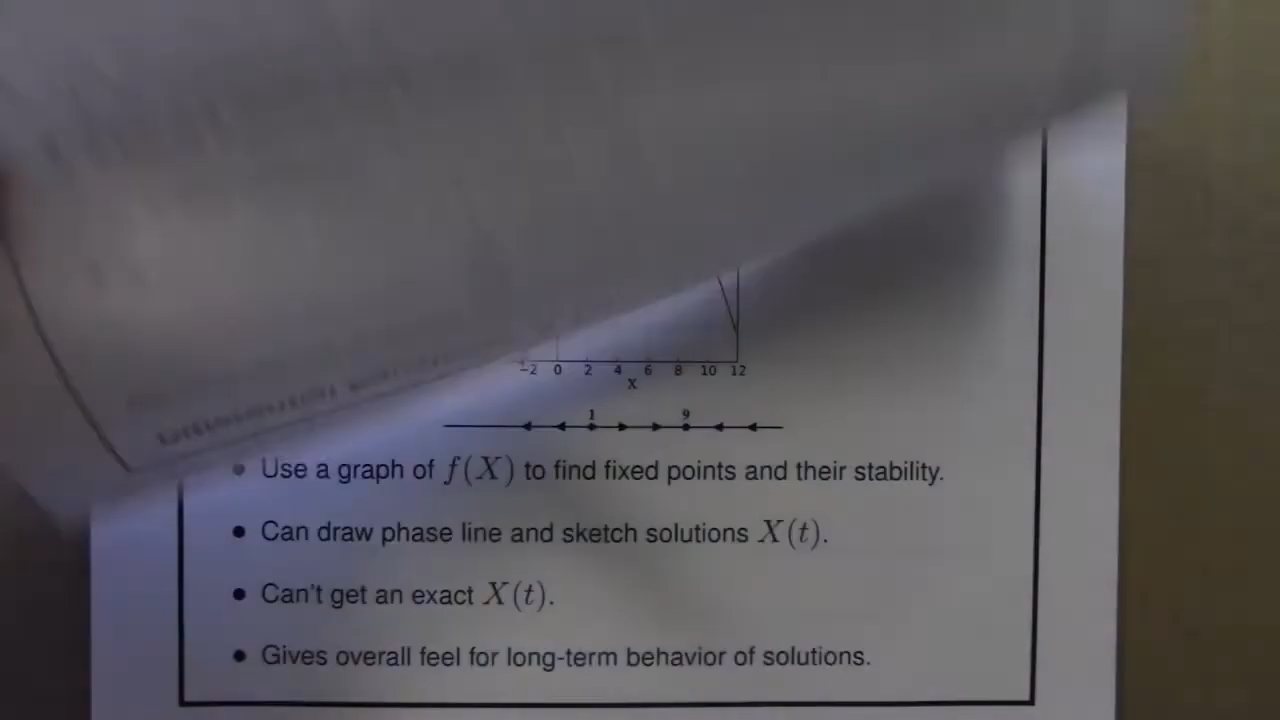 −2 0 2 4 6 8 10 12
X
1 9
• Use a graph of f(X) to find fixed points and their stability.
• Can draw phase line and sketch solutions X(t).
• Can't get an exact X(t).
• Gives overall feel for long-term behavior of solutions.